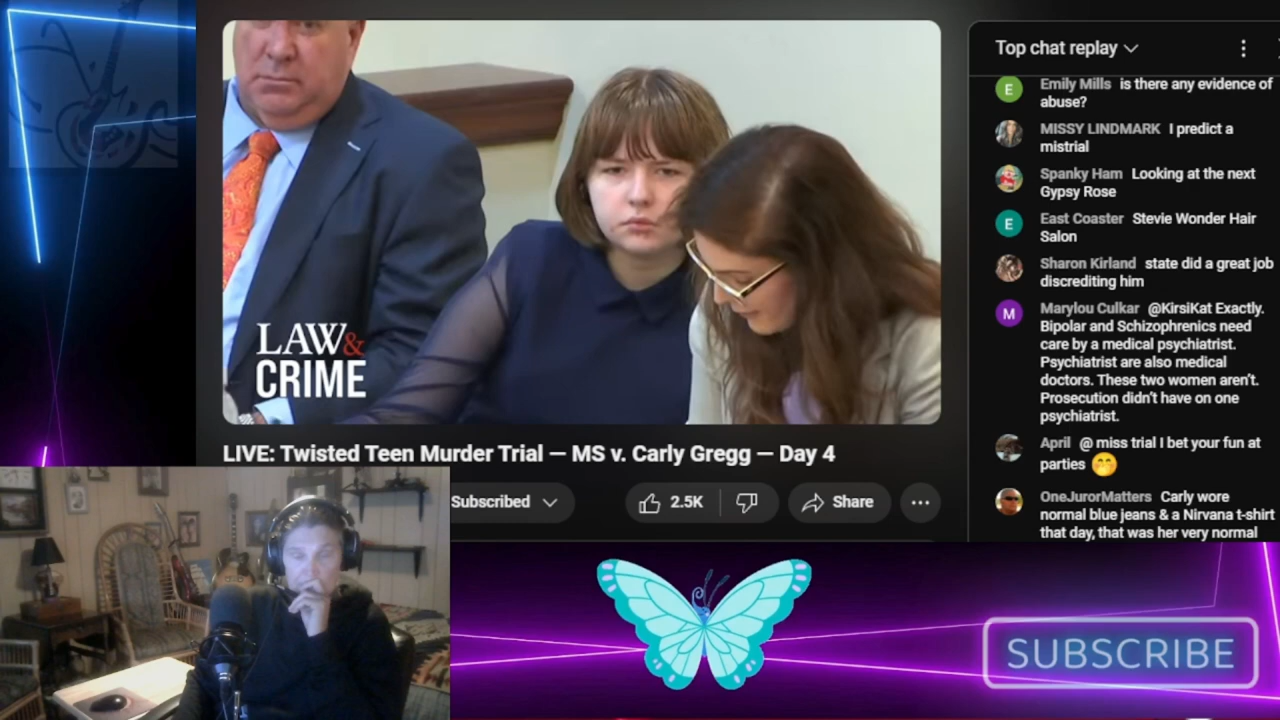 LAW&
CRIME
LIVE: Twisted Teen Murder Trial — MS v. Carly Gregg — Day 4
Subscribed
2.5K
Share
Top chat replay
E
Emily Mills is there any evidence of
abuse?
MISSY LINDMARK I predict a
mistrial
Spanky Ham Looking at the next
Gypsy Rose
E
East Coaster Stevie Wonder Hair
Salon
Sharon Kirland state did a great job
discrediting him
M
Marylou Culkar @KirsiKat Exactly.
Bipolar and Schizophrenics need
care by a medical psychiatrist.
Psychiatrist are also medical
doctors. These two women aren't.
Prosecution didn't have on one
psychiatrist.
April @ miss trial I bet your fun at
parties 🤭
OneJurorMatters Carly wore
normal blue jeans & a Nirvana t-shirt
that day, that was her very normal
SUBSCRIBE